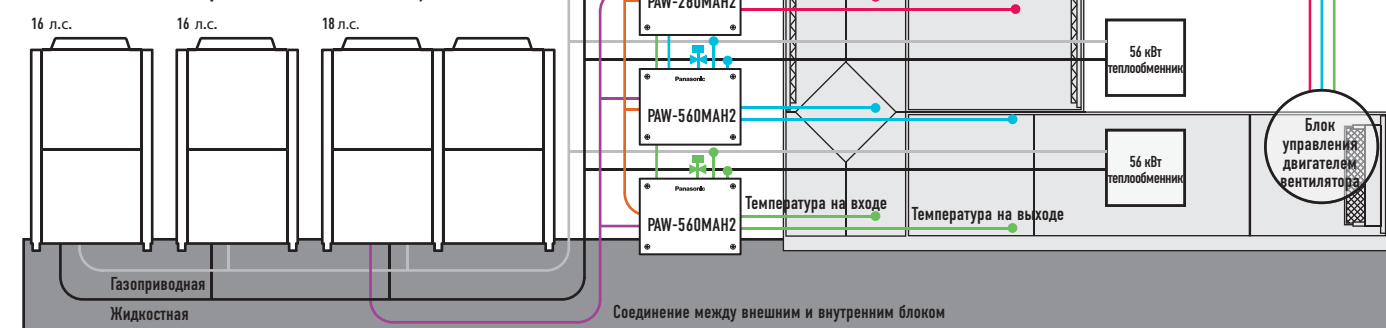 PAW-280MAH2
16 л.с.
16 л.с.
18 л.с.
56 кВт
теплообменник
Panasonic
PAW-560MAH2
Блок
управления
двигателем
вентилятора
56 кВт
теплообменник
Panasonic
PAW-560MAH2
Температура на входе
Температура на выходе
Газоприводная
Жидкостная
Соединение между внешним и внутренним блоком